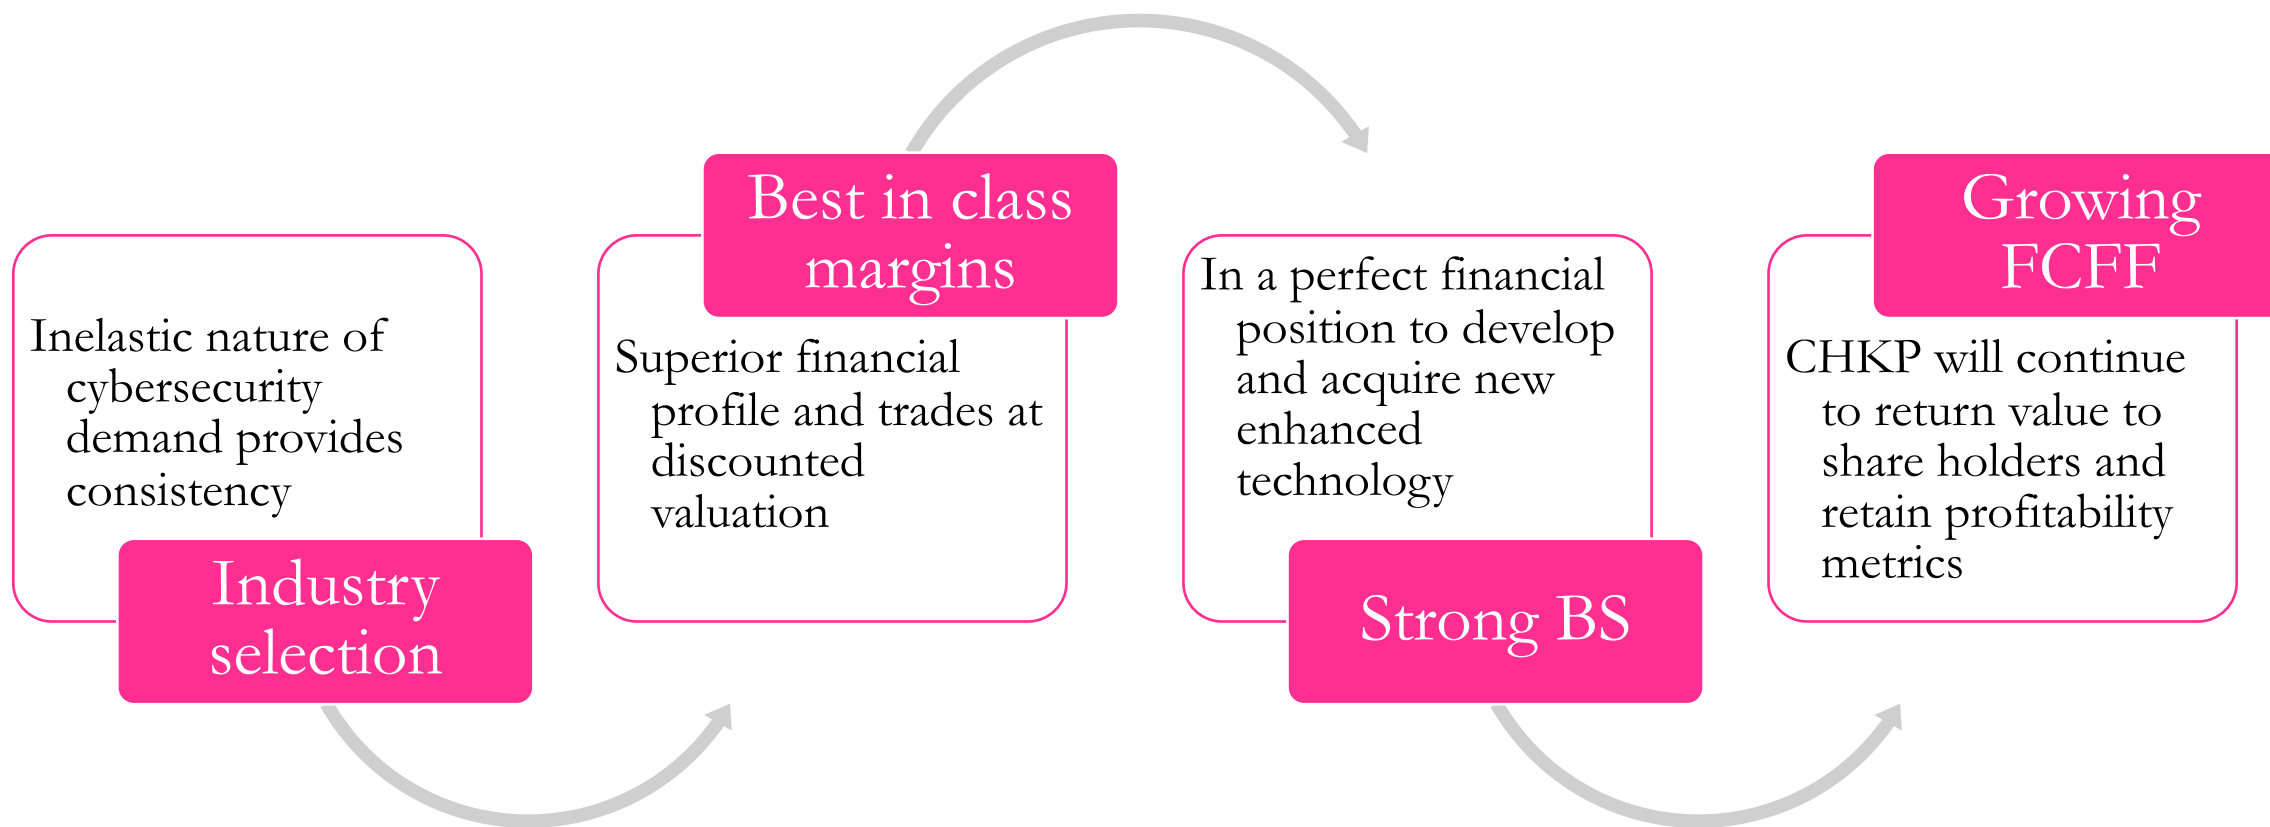 Inelastic nature of
cybersecurity
demand provides
consistency
Industry
selection
Best in class
margins
Superior financial
profile and trades at
discounted
valuation
In a perfect financial
position to develop
and acquire new
enhanced
technology
Strong BS
Growing
FCFF
CHKP will continue
to return value to
share holders and
retain profitability
metrics